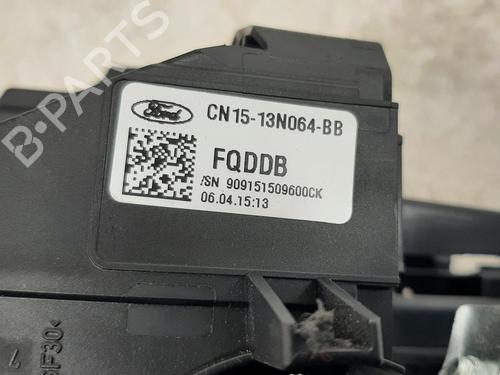 B-PARTS
Ford
CN15-13N064-BB
FQDDB
/SN 909151509600CK
06.04.15:13